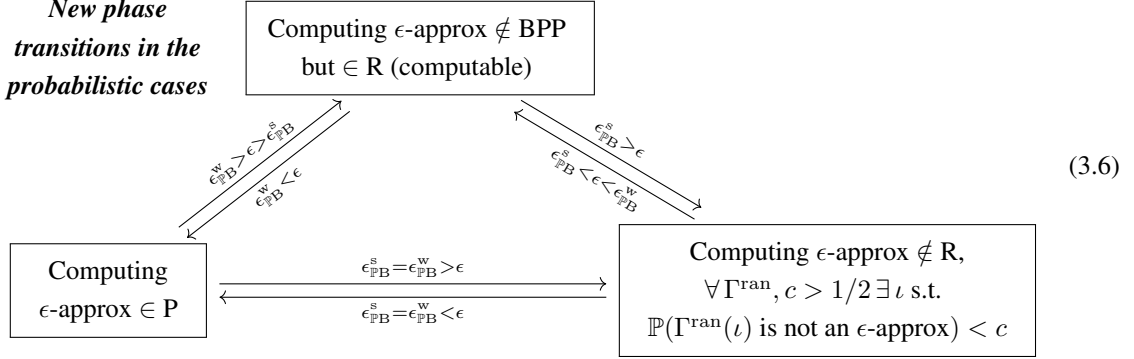 New phase
transitions in the
probabilistic cases
Computing ϵ-approx ∉ BPP
but ∈ R (computable)
ϵ^w_ℙB>ϵ>ϵ^s_ℙB
ϵ^w_ℙB<ϵ
ϵ^s_ℙB>ϵ
ϵ^s_ℙB<ϵ<ϵ^w_ℙB
(3.6)
Computing
ϵ-approx ∈ P
ϵ^s_ℙB=ϵ^w_ℙB>ϵ
ϵ^s_ℙB=ϵ^w_ℙB<ϵ
Computing ϵ-approx ∉ R,
∀ Γ^ran, c > 1/2 ∃ ι s.t.
ℙ(Γ^ran(ι) is not an ϵ-approx) < c